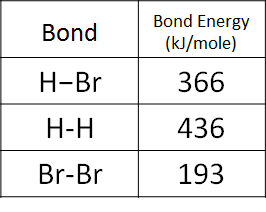 Bond
Bond Energy
(kJ/mole)
H−Br
366
H-H
436
Br-Br
193